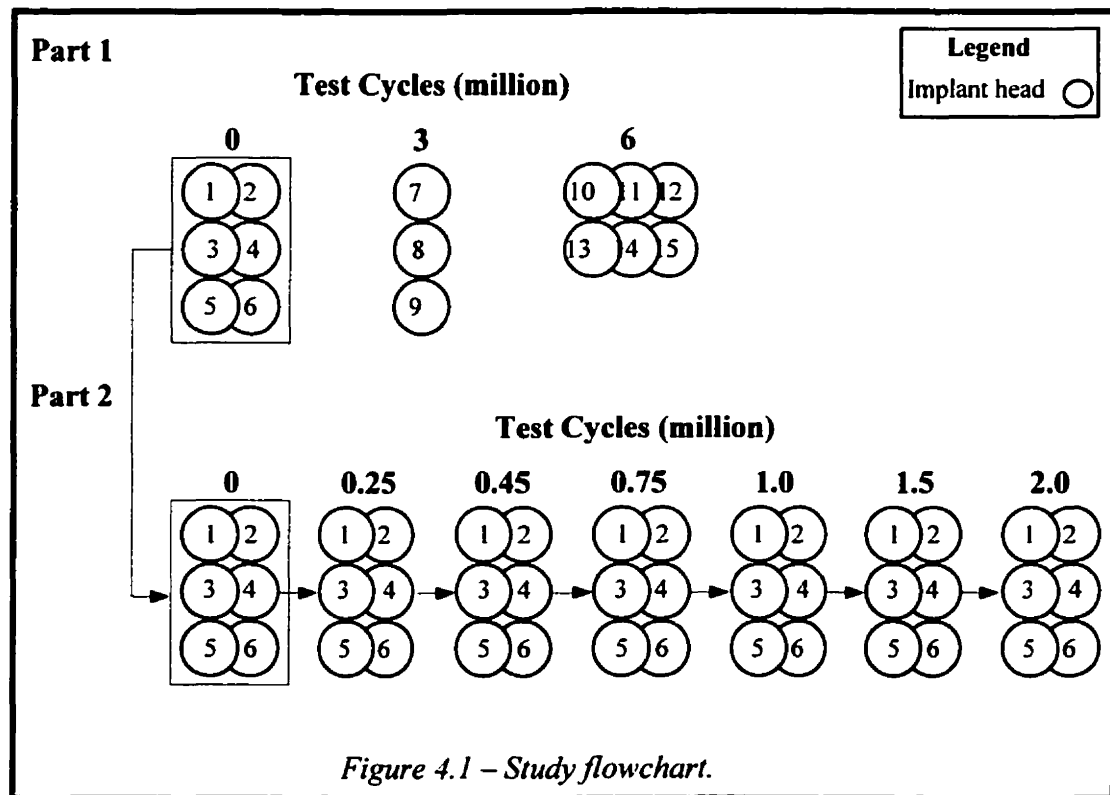 Part 1
Legend
Implant head
Test Cycles (million)
0 3 6
1 2 7 10 11 12
3 4 8 13 14 15
5 6 9
Part 2
Test Cycles (million)
0 0.25 0.45 0.75 1.0 1.5 2.0
1 2 1 2 1 2 1 2 1 2 1 2 1 2
3 4 3 4 3 4 3 4 3 4 3 4 3 4
5 6 5 6 5 6 5 6 5 6 5 6 5 6
Figure 4.1 – Study flowchart.